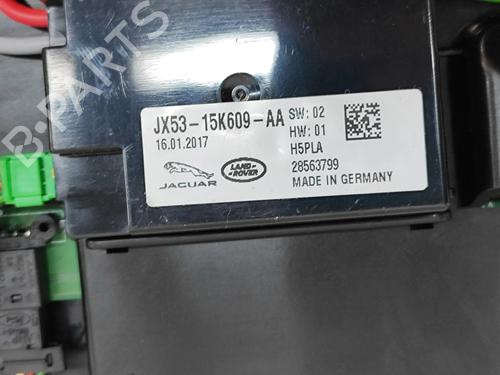 JX53-15K609-AA
16.01.2017
SW: 02
HW: 01
H5PLA
28563799
MADE IN GERMANY
JAGUAR
LAND-
ROVER
B-PARTS